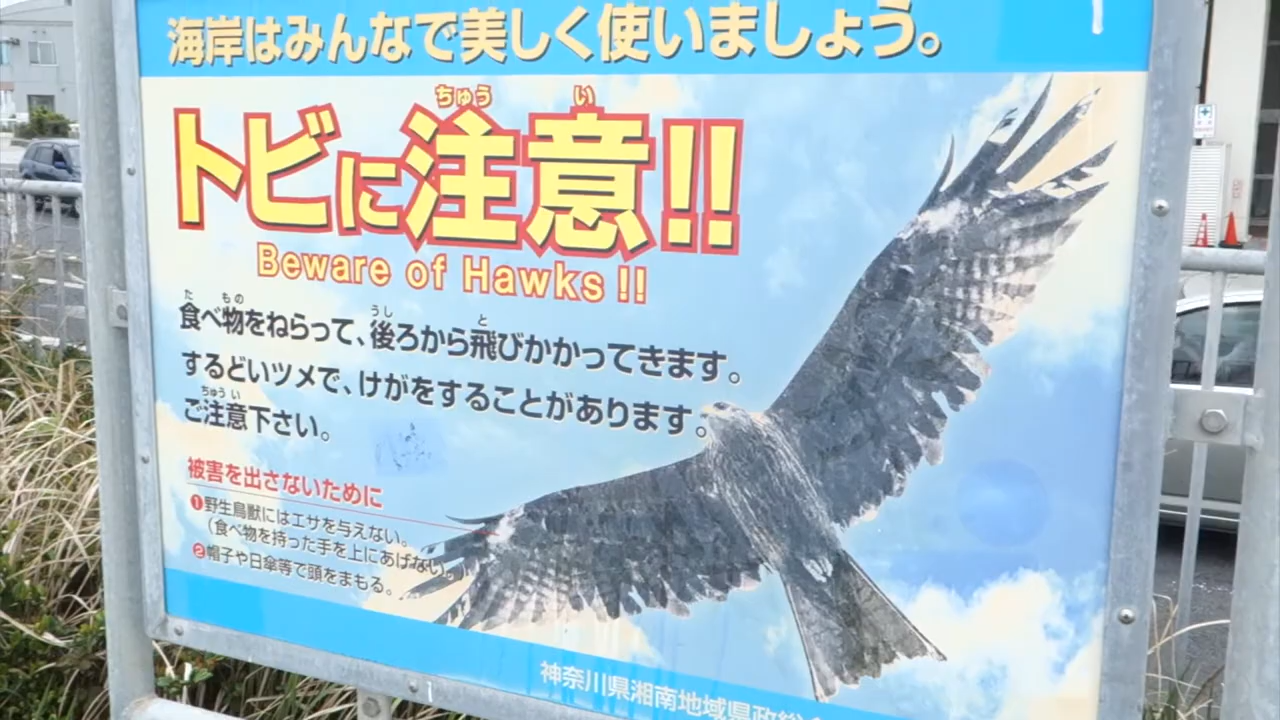 海岸はみんなで美しく使いましょう。
ちゅう い
トビに注意!!
Beware of Hawks!!
た もの うし と
食べ物をねらって、後ろから飛びかかってきます。
するどいツメで、けがをすることがあります。
ちゅう い
ご注意下さい。
被害を出さないために
❶野生鳥獣にはエサを与えない。
(食べ物を持った手を上にあげない。)
❷帽子や日傘等で頭をまもる。
神奈川県湘南地域県政総